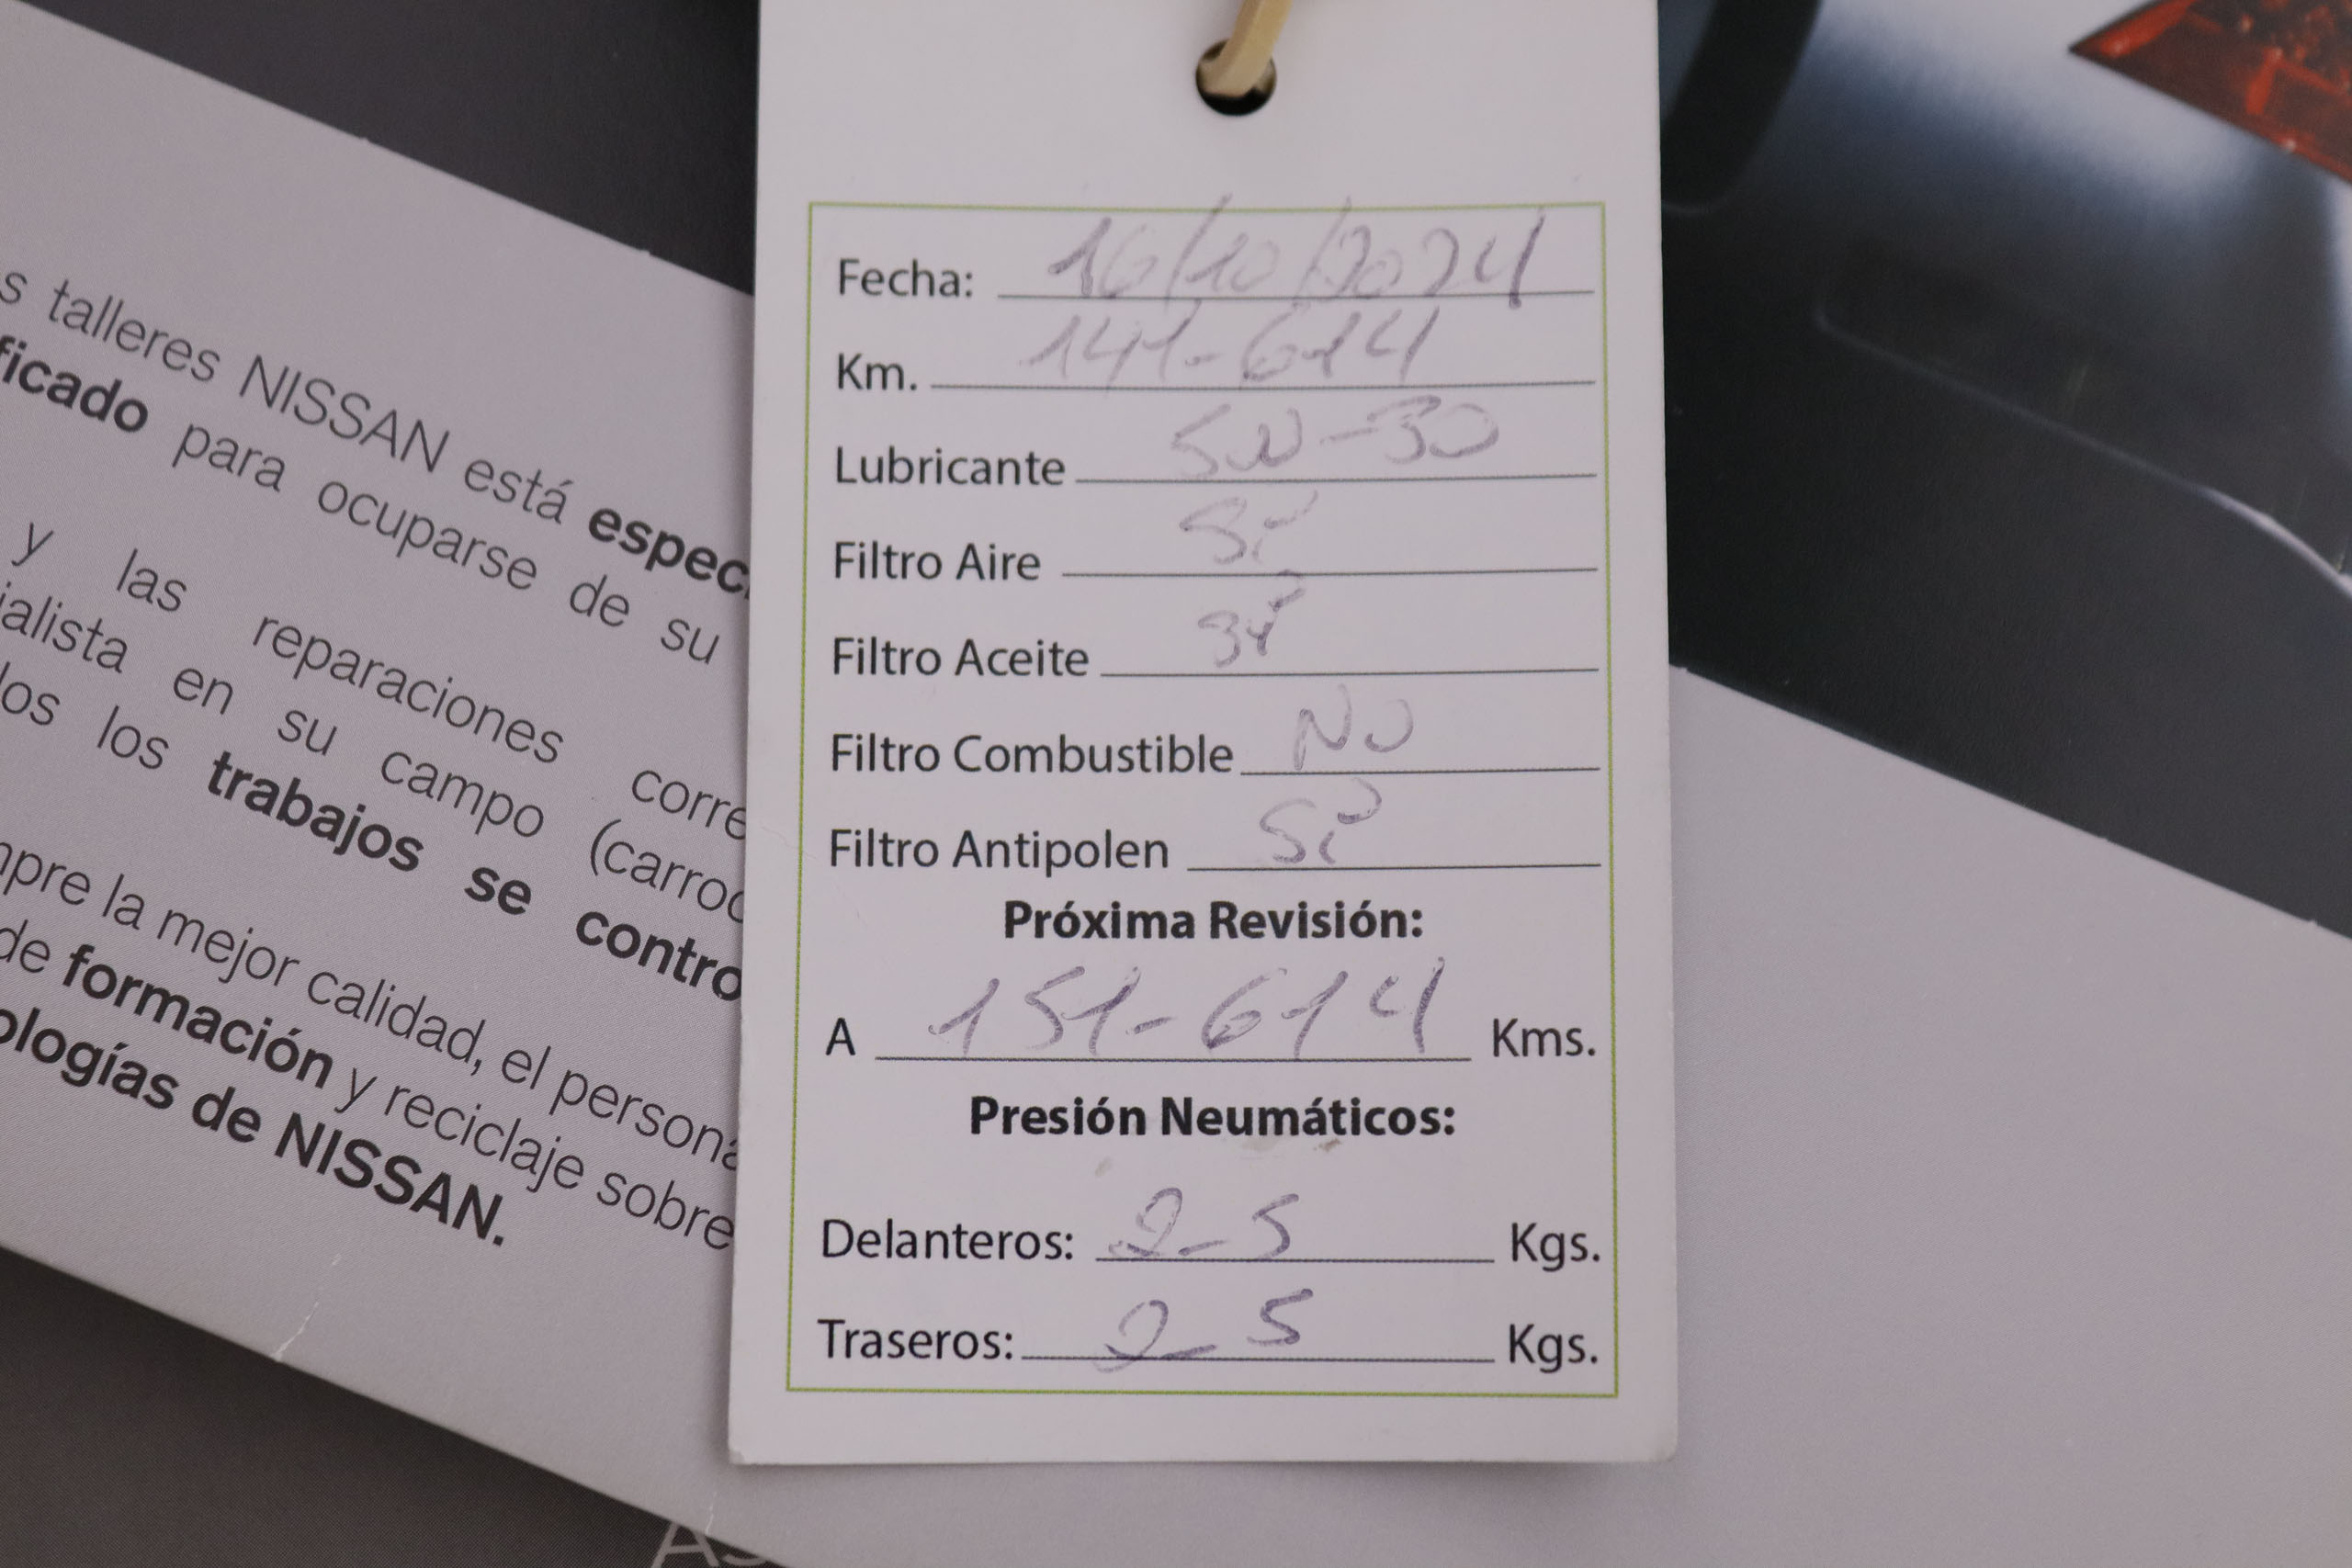 s talleres NISSAN está espec
ficado para ocuparse de su
y las reparaciones corre
ialista en su campo (carroc
los los trabajos se contro
mpre la mejor calidad, el persona
de formación y reciclaje sobre
ologías de NISSAN.
Fecha: 16/10/2024
Km. 141-614
Lubricante 5W-30
Filtro Aire Sí
Filtro Aceite Sí
Filtro Combustible NO
Filtro Antipolen Sí
Próxima Revisión:
A 151-614 Kms.
Presión Neumáticos:
Delanteros: 2-5 Kgs.
Traseros: 2-5 Kgs.